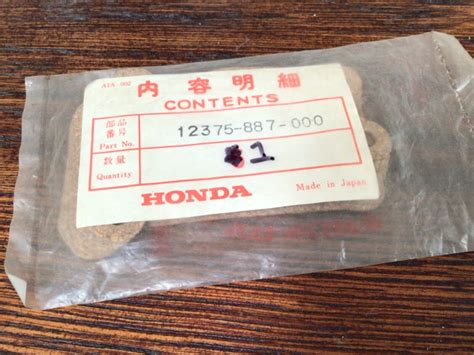 AIA-002
内容明細
CONTENTS
部品番号
Part No.
12375-887-000
数量
Quantity
1
HONDA
Made in Japan